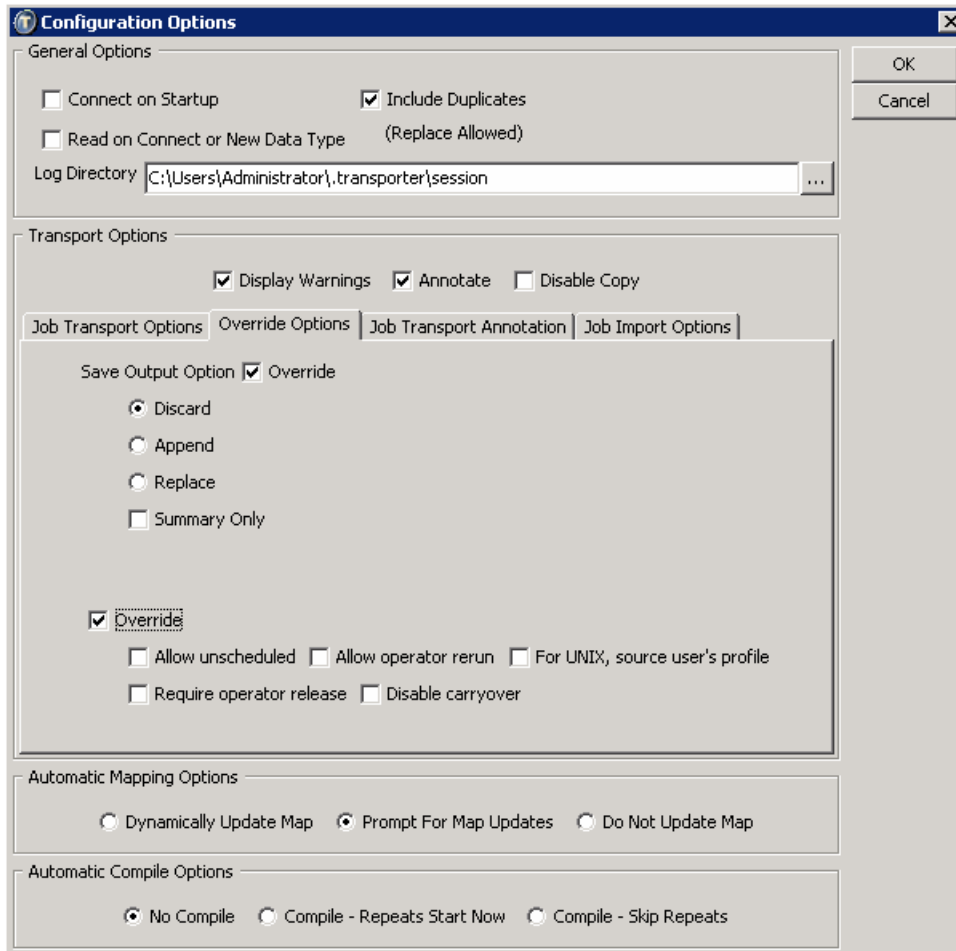 Configuration Options
General Options
OK
Cancel
Connect on Startup
Include Duplicates
(Replace Allowed)
Read on Connect or New Data Type
Log Directory C:\Users\Administrator\.transporter\session ...
Transport Options
Display Warnings Annotate Disable Copy
Job Transport Options Override Options Job Transport Annotation Job Import Options
Save Output Option Override
Discard
Append
Replace
Summary Only
Override
Allow unscheduled Allow operator rerun For UNIX, source user's profile
Require operator release Disable carryover
Automatic Mapping Options
Dynamically Update Map Prompt For Map Updates Do Not Update Map
Automatic Compile Options
No Compile Compile - Repeats Start Now Compile - Skip Repeats